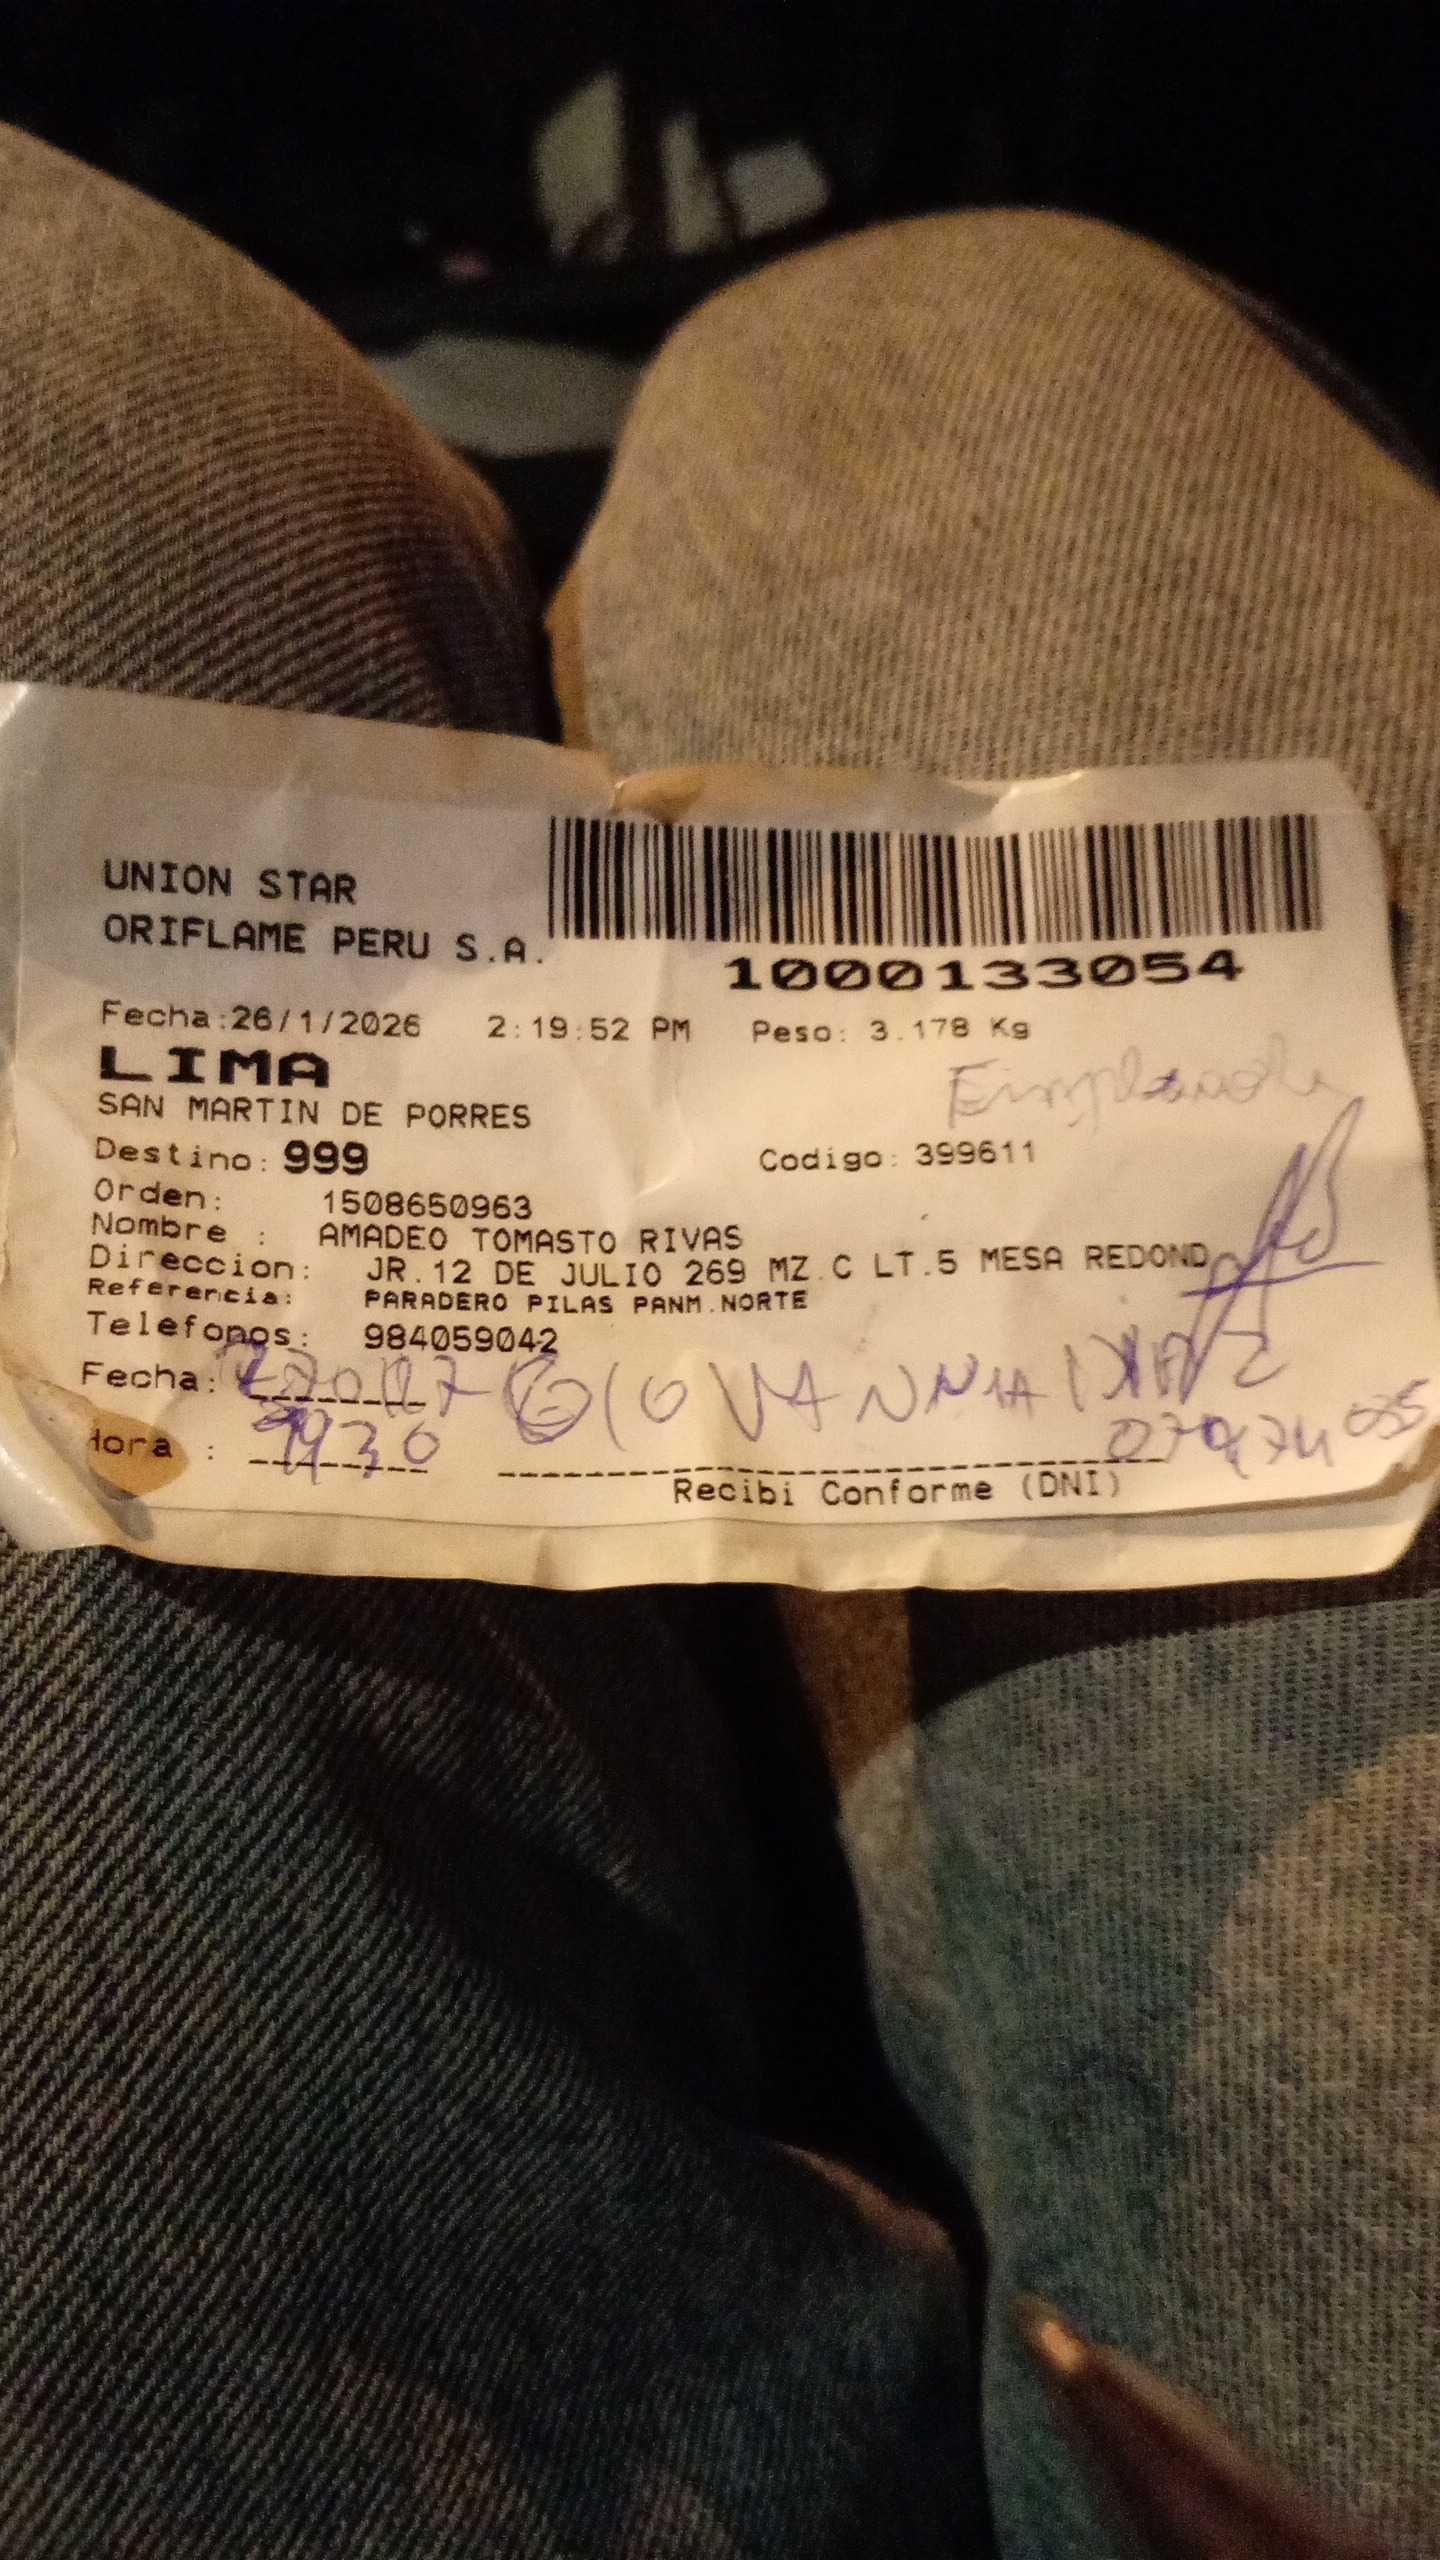 UNION STAR
ORIFLAME PERU S.A.
1000133054
Fecha:26/1/2026 2:19:52 PM Peso: 3.178 Kg
LIMA
SAN MARTIN DE PORRES
Destino: 999 Codigo: 399611
Orden: 1508650963
Nombre : AMADEO TOMASTO RIVAS
Direccion: JR.12 DE JULIO 269 MZ.C LT.5 MESA REDOND
Referencia: PARADERO PILAS PANM.NORTE
Telefonos: 984059042
Fecha: GIOVANNNIA DIAZ
Hora :
Recibi Conforme (DNI)